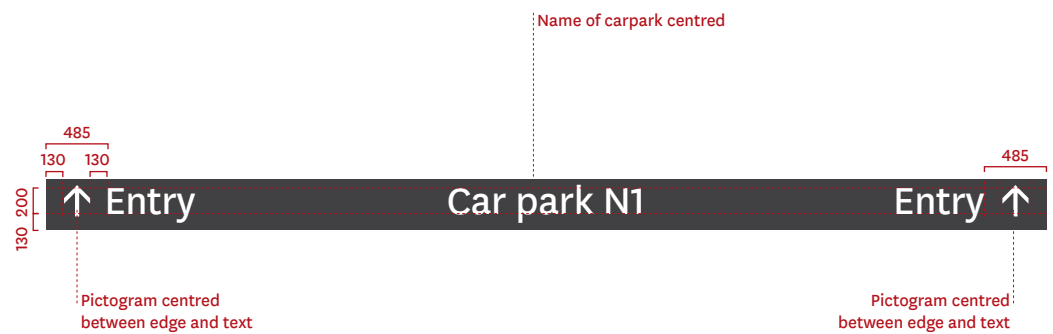 Name of carpark centred
485
130 130
485
200
130
↑ Entry Car park N1 Entry ↑
Pictogram centred
between edge and text
Pictogram centred
between edge and text